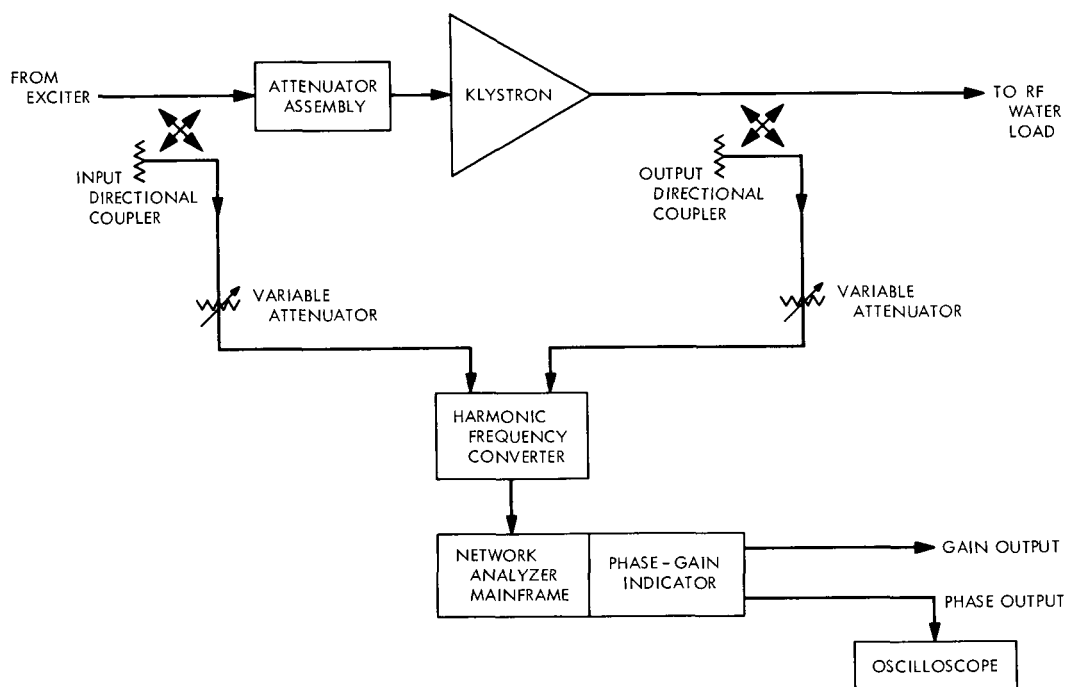 FROM
EXCITER
ATTENUATOR
ASSEMBLY
KLYSTRON
TO RF
WATER
LOAD
INPUT
DIRECTIONAL
COUPLER
OUTPUT
DIRECTIONAL
COUPLER
VARIABLE
ATTENUATOR
VARIABLE
ATTENUATOR
HARMONIC
FREQUENCY
CONVERTER
NETWORK
ANALYZER
MAINFRAME
PHASE-GAIN
INDICATOR
GAIN OUTPUT
PHASE OUTPUT
OSCILLOSCOPE